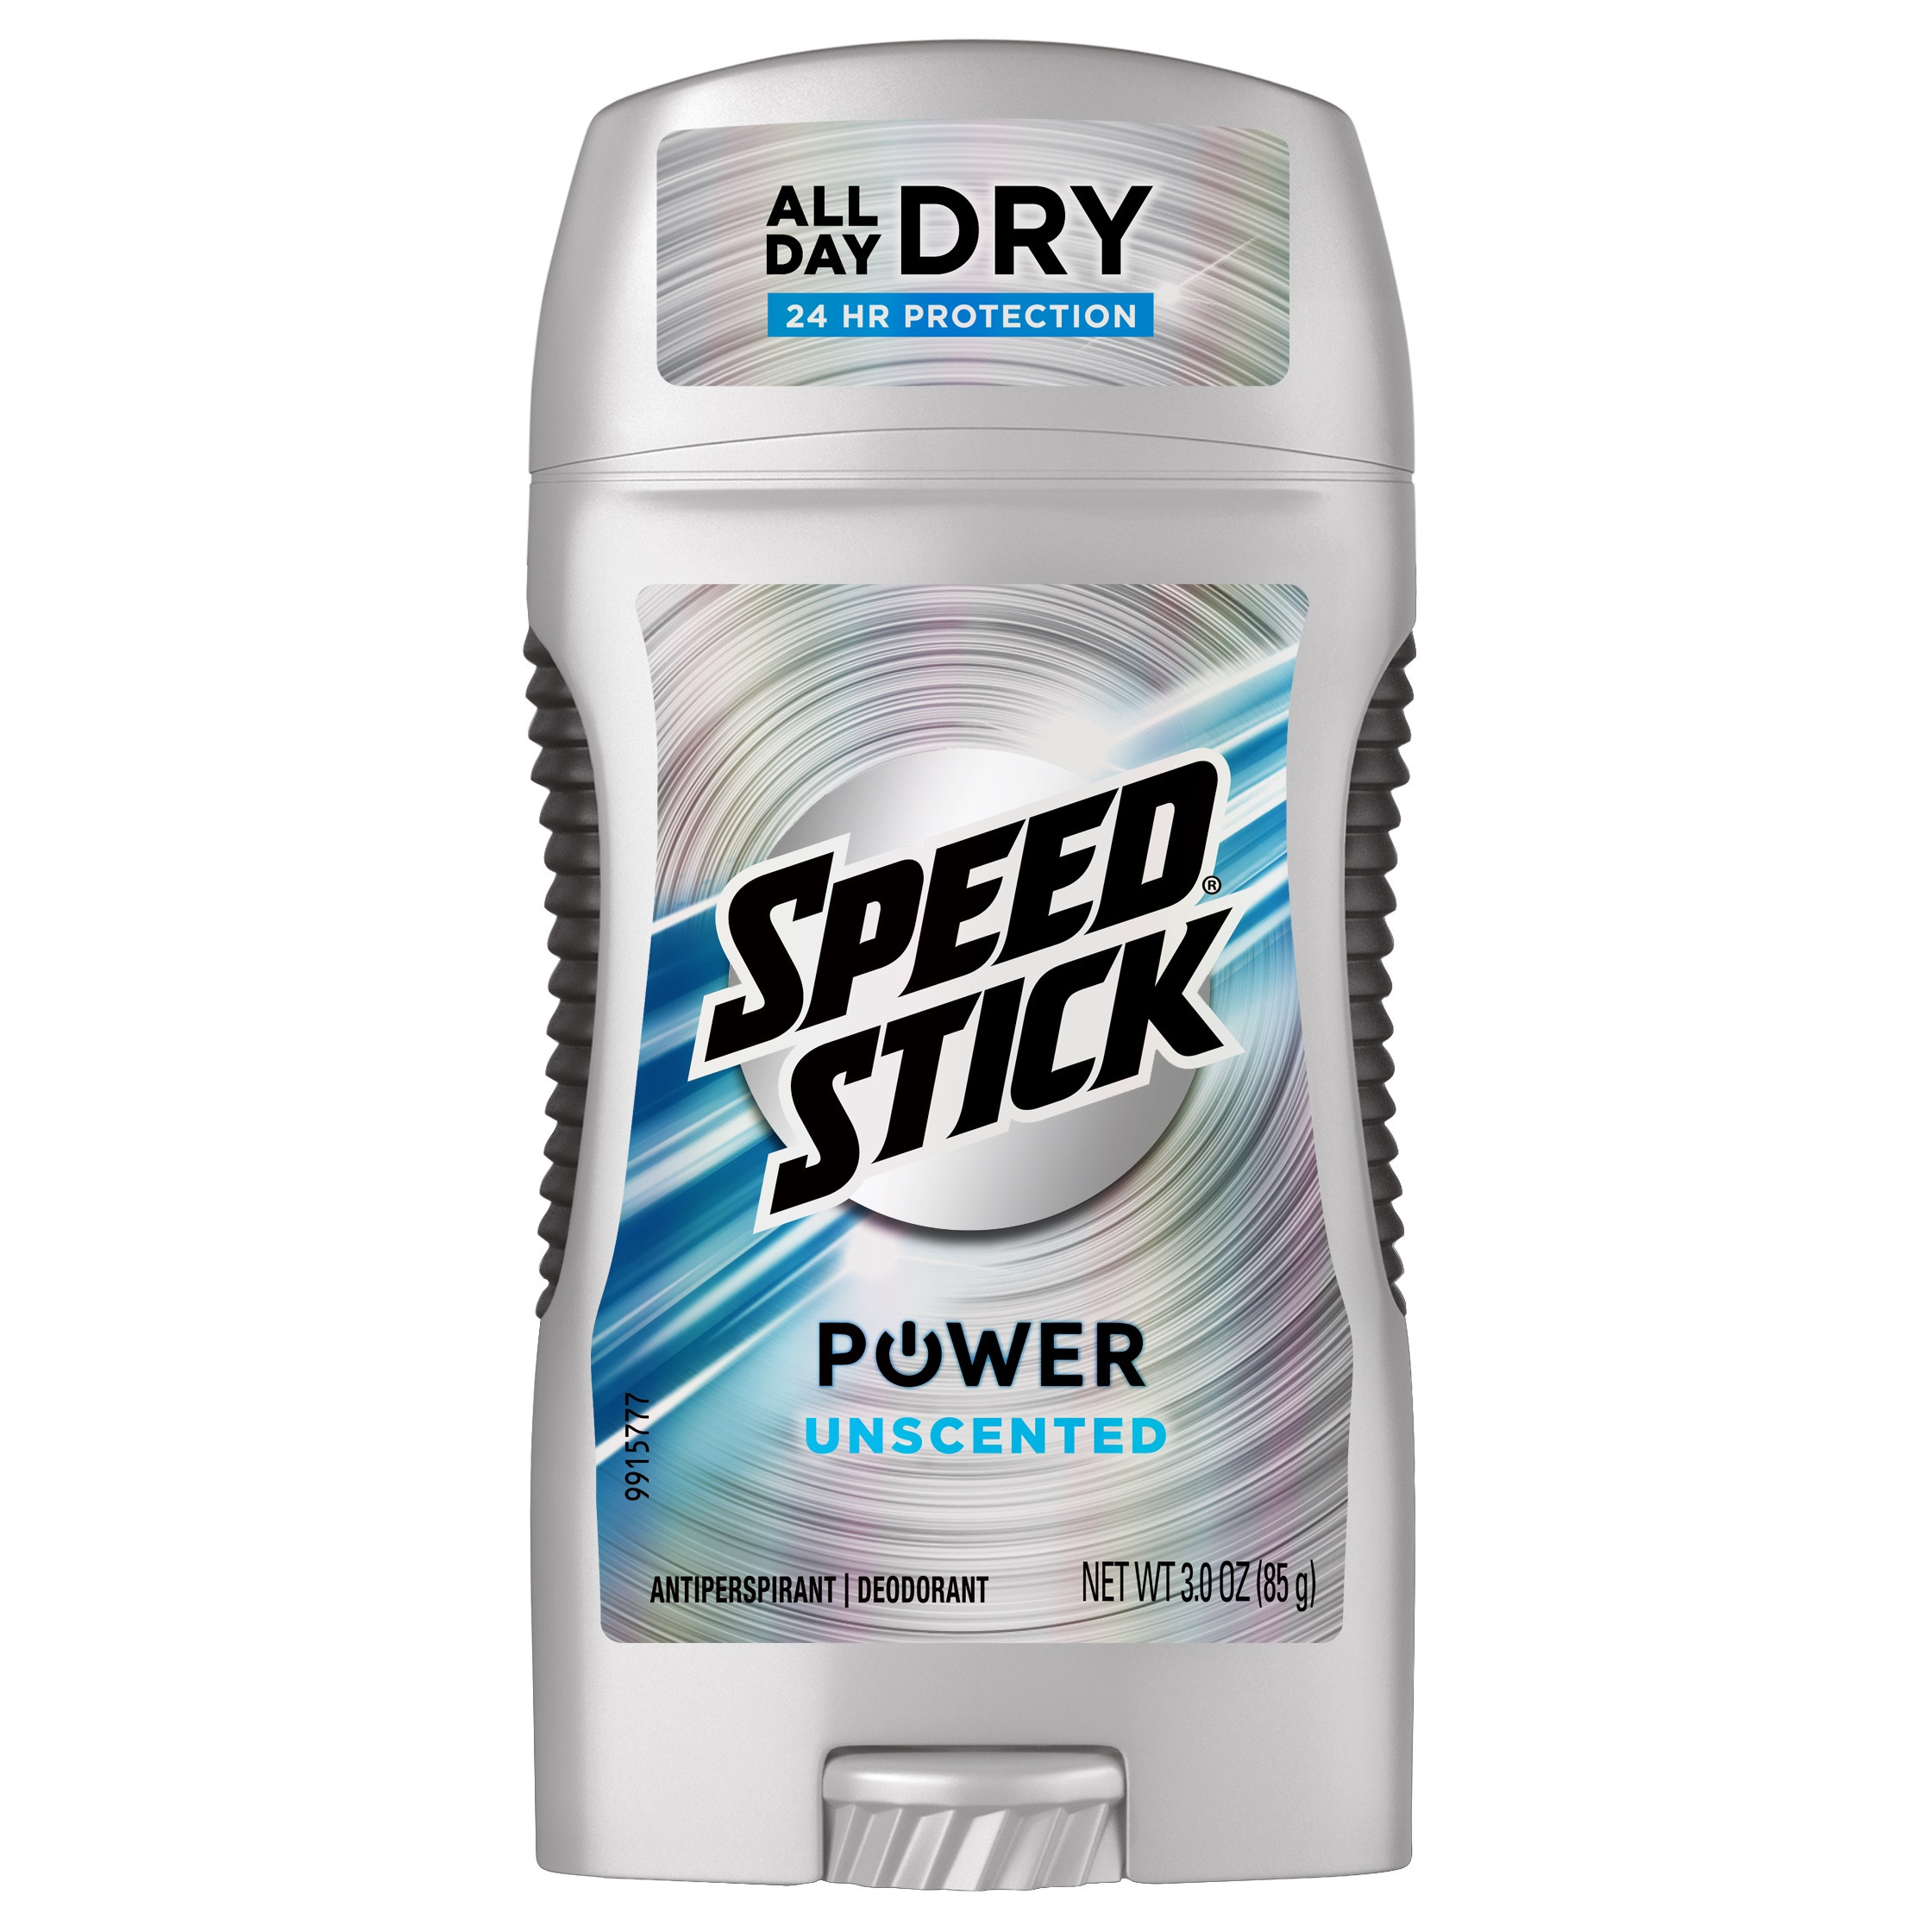 ALL
DAY DRY
24 HR PROTECTION
SPEED
STICK®
POWER
UNSCENTED
9915777
ANTIPERSPIRANT | DEODORANT NET WT 3.0 OZ (85 g)